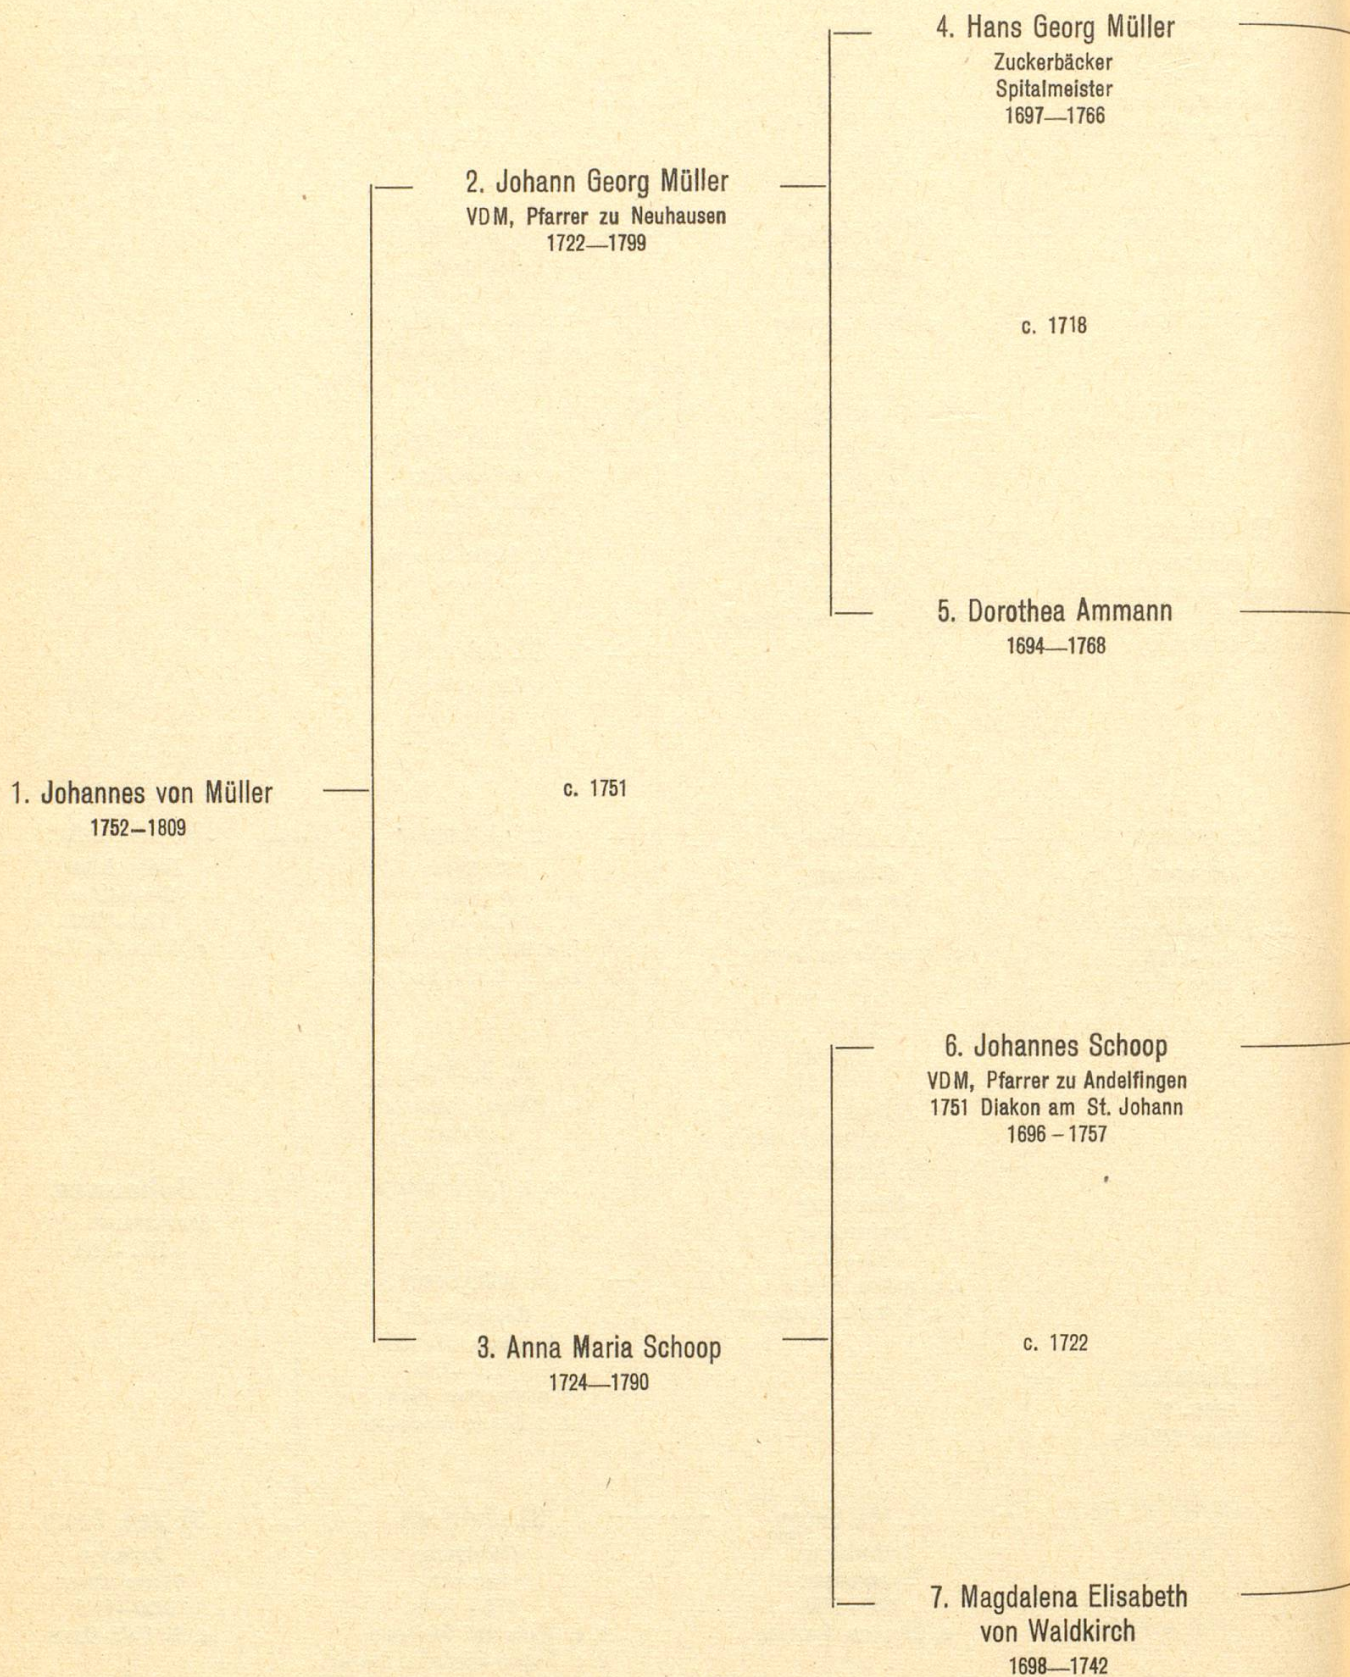 4. Hans Georg Müller
Zuckerbäcker
Spitalmeister
1697—1766
2. Johann Georg Müller
VDM, Pfarrer zu Neuhausen
1722—1799
c. 1718
5. Dorothea Ammann
1694—1768
1. Johannes von Müller
1752—1809
c. 1751
6. Johannes Schoop
VDM, Pfarrer zu Andelfingen
1751 Diakon am St. Johann
1696 – 1757
3. Anna Maria Schoop
1724—1790
c. 1722
7. Magdalena Elisabeth
von Waldkirch
1698—1742